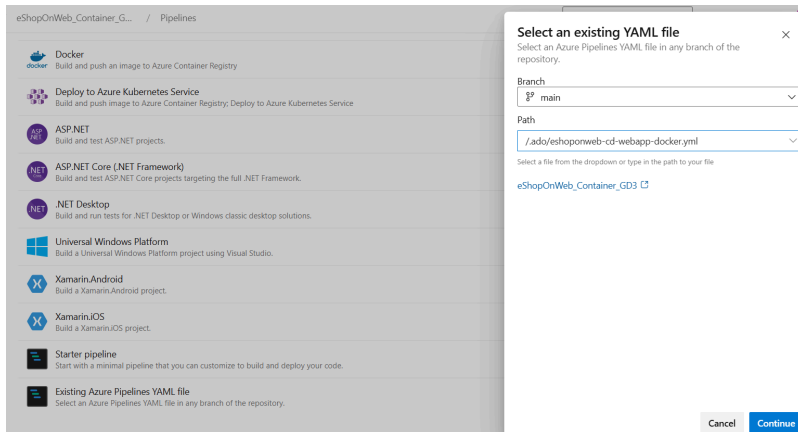 eShopOnWeb_Container_G... / Pipelines
docker
Docker
Build and push an image to Azure Container Registry
Deploy to Azure Kubernetes Service
Build and push image to Azure Container Registry; Deploy to Azure Kubernetes Service
ASP
.NET
ASP.NET
Build and test ASP.NET projects.
.NET
CORE
ASP.NET Core (.NET Framework)
Build and test ASP.NET Core projects targeting the full .NET Framework.
.NET
.NET Desktop
Build and run tests for .NET Desktop or Windows classic desktop solutions.
Universal Windows Platform
Build a Universal Windows Platform project using Visual Studio.
Xamarin.Android
Build a Xamarin.Android project.
Xamarin.iOS
Build a Xamarin.iOS project.
Starter pipeline
Start with a minimal pipeline that you can customize to build and deploy your code.
Existing Azure Pipelines YAML file
Select an Azure Pipelines YAML file in any branch of the repository.
Select an existing YAML file
Select an Azure Pipelines YAML file in any branch of the
repository.
Branch
main
Path
/.ado/eshoponweb-cd-webapp-docker.yml
Select a file from the dropdown or type in the path to your file
eShopOnWeb_Container_GD3
Cancel
Continue